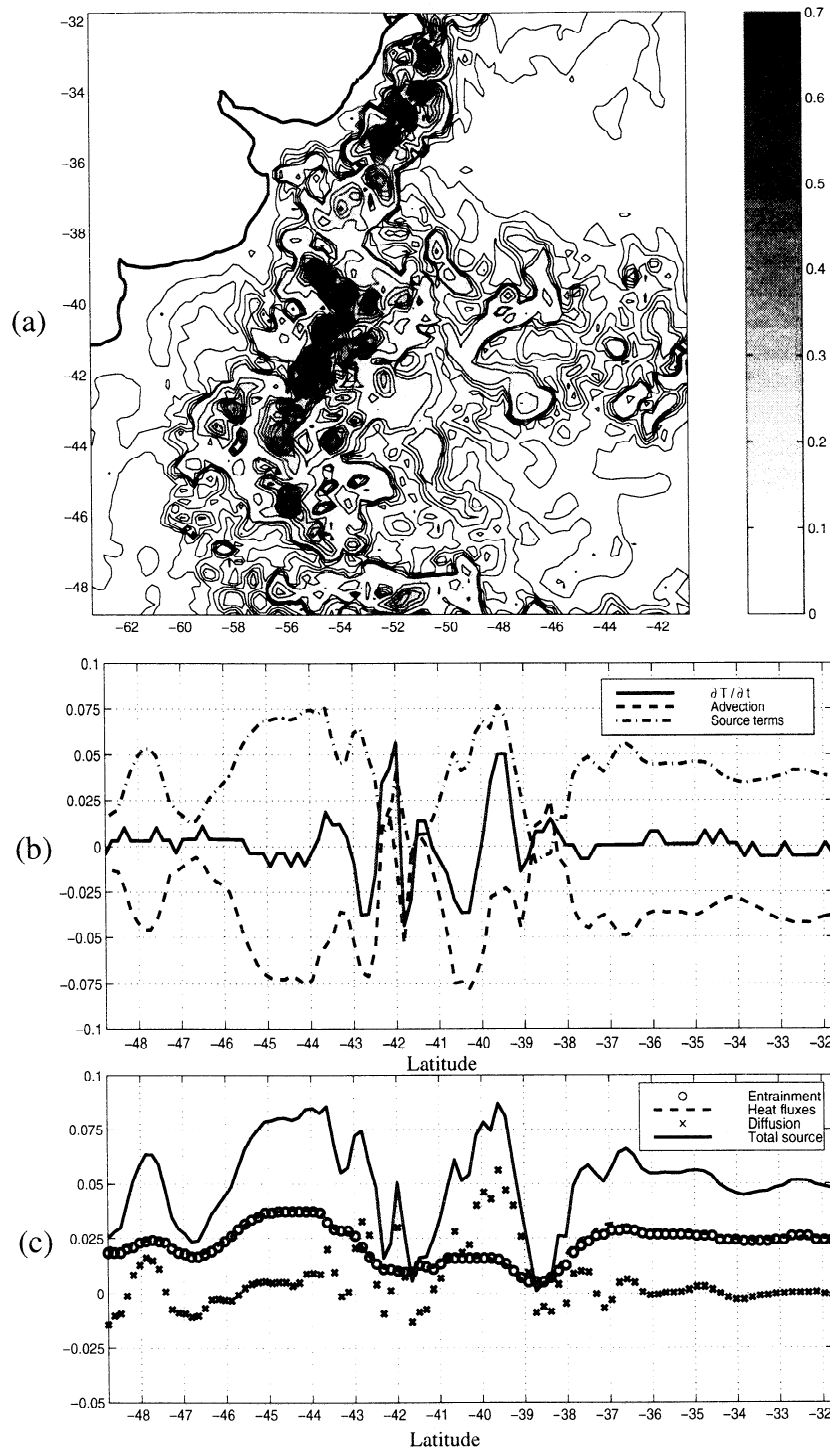 -32
-34
-36
-38
-40
-42
-44
-46
-48
-62 -60 -58 -56 -54 -52 -50 -48 -46 -44 -42
0.7
0.6
0.5
0.4
0.3
0.2
0.1
0
(a)
A
0.1
0.075
0.05
0.025
0
-0.025
-0.05
-0.075
-0.1
(b)
∂T/∂t
Advection
Source terms
-48 -47 -46 -45 -44 -43 -42 -41 -40 -39 -38 -37 -36 -35 -34 -33 -32
Latitude
0.1
0.075
0.05
0.025
0
-0.025
-0.05
(c)
Entrainment
Heat fluxes
Diffusion
Total source
-48 -47 -46 -45 -44 -43 -42 -41 -40 -39 -38 -37 -36 -35 -34 -33 -32
Latitude